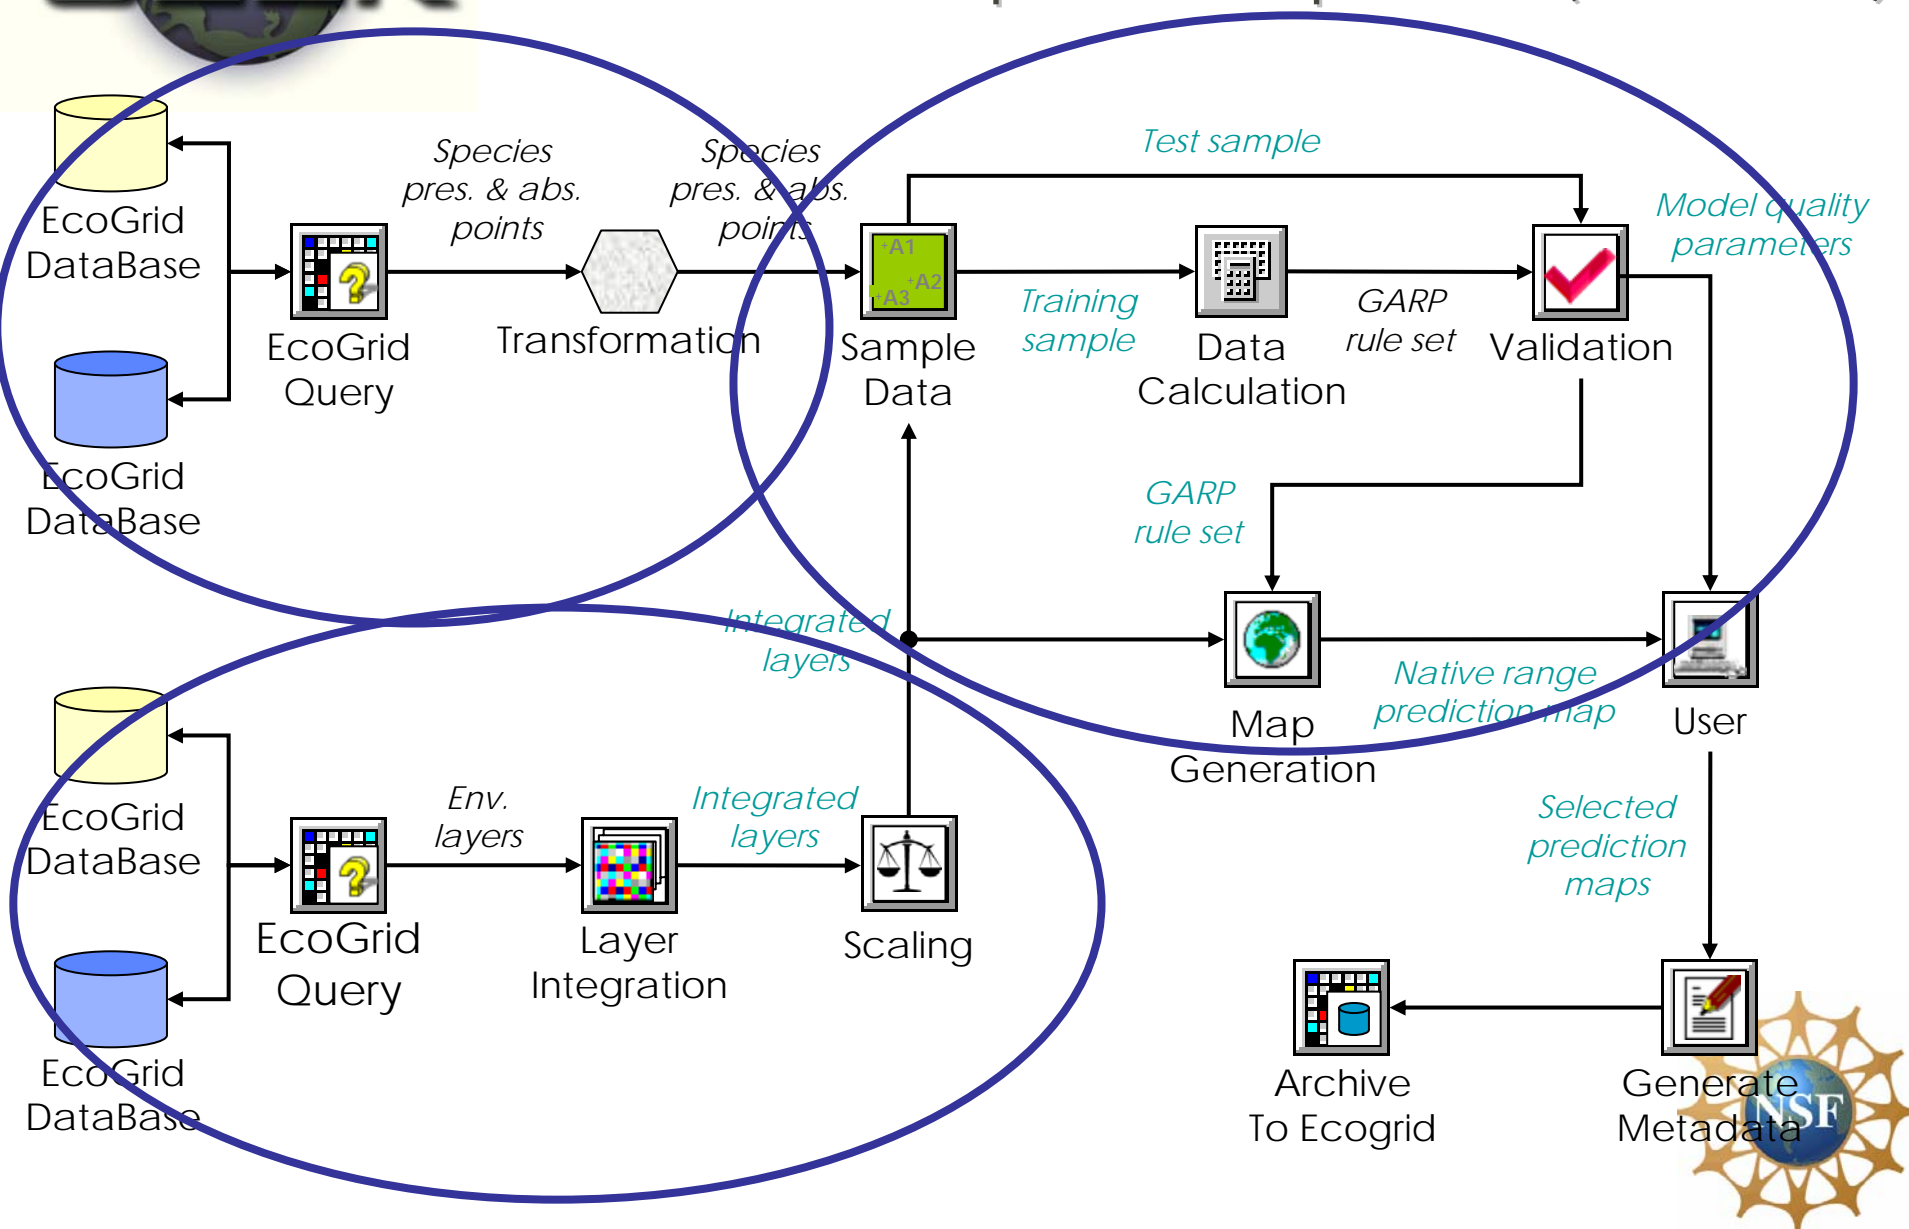 Test sample
Species
pres. & abs.
points
Species
pres. & abs.
points
Model quality
parameters
EcoGrid
DataBase
+A1
+A2
+A3
EcoGrid
Query
Transformation
Sample
Data
Training
sample
Data
Calculation
GARP
rule set
Validation
EcoGrid
DataBase
GARP
rule set
Integrated
layers
Native range
prediction map
Map
Generation
User
EcoGrid
DataBase
Env.
layers
Integrated
layers
Selected
prediction
maps
EcoGrid
Query
Layer
Integration
Scaling
EcoGrid
DataBase
Archive
To Ecogrid
Generate
Metadata
NSF